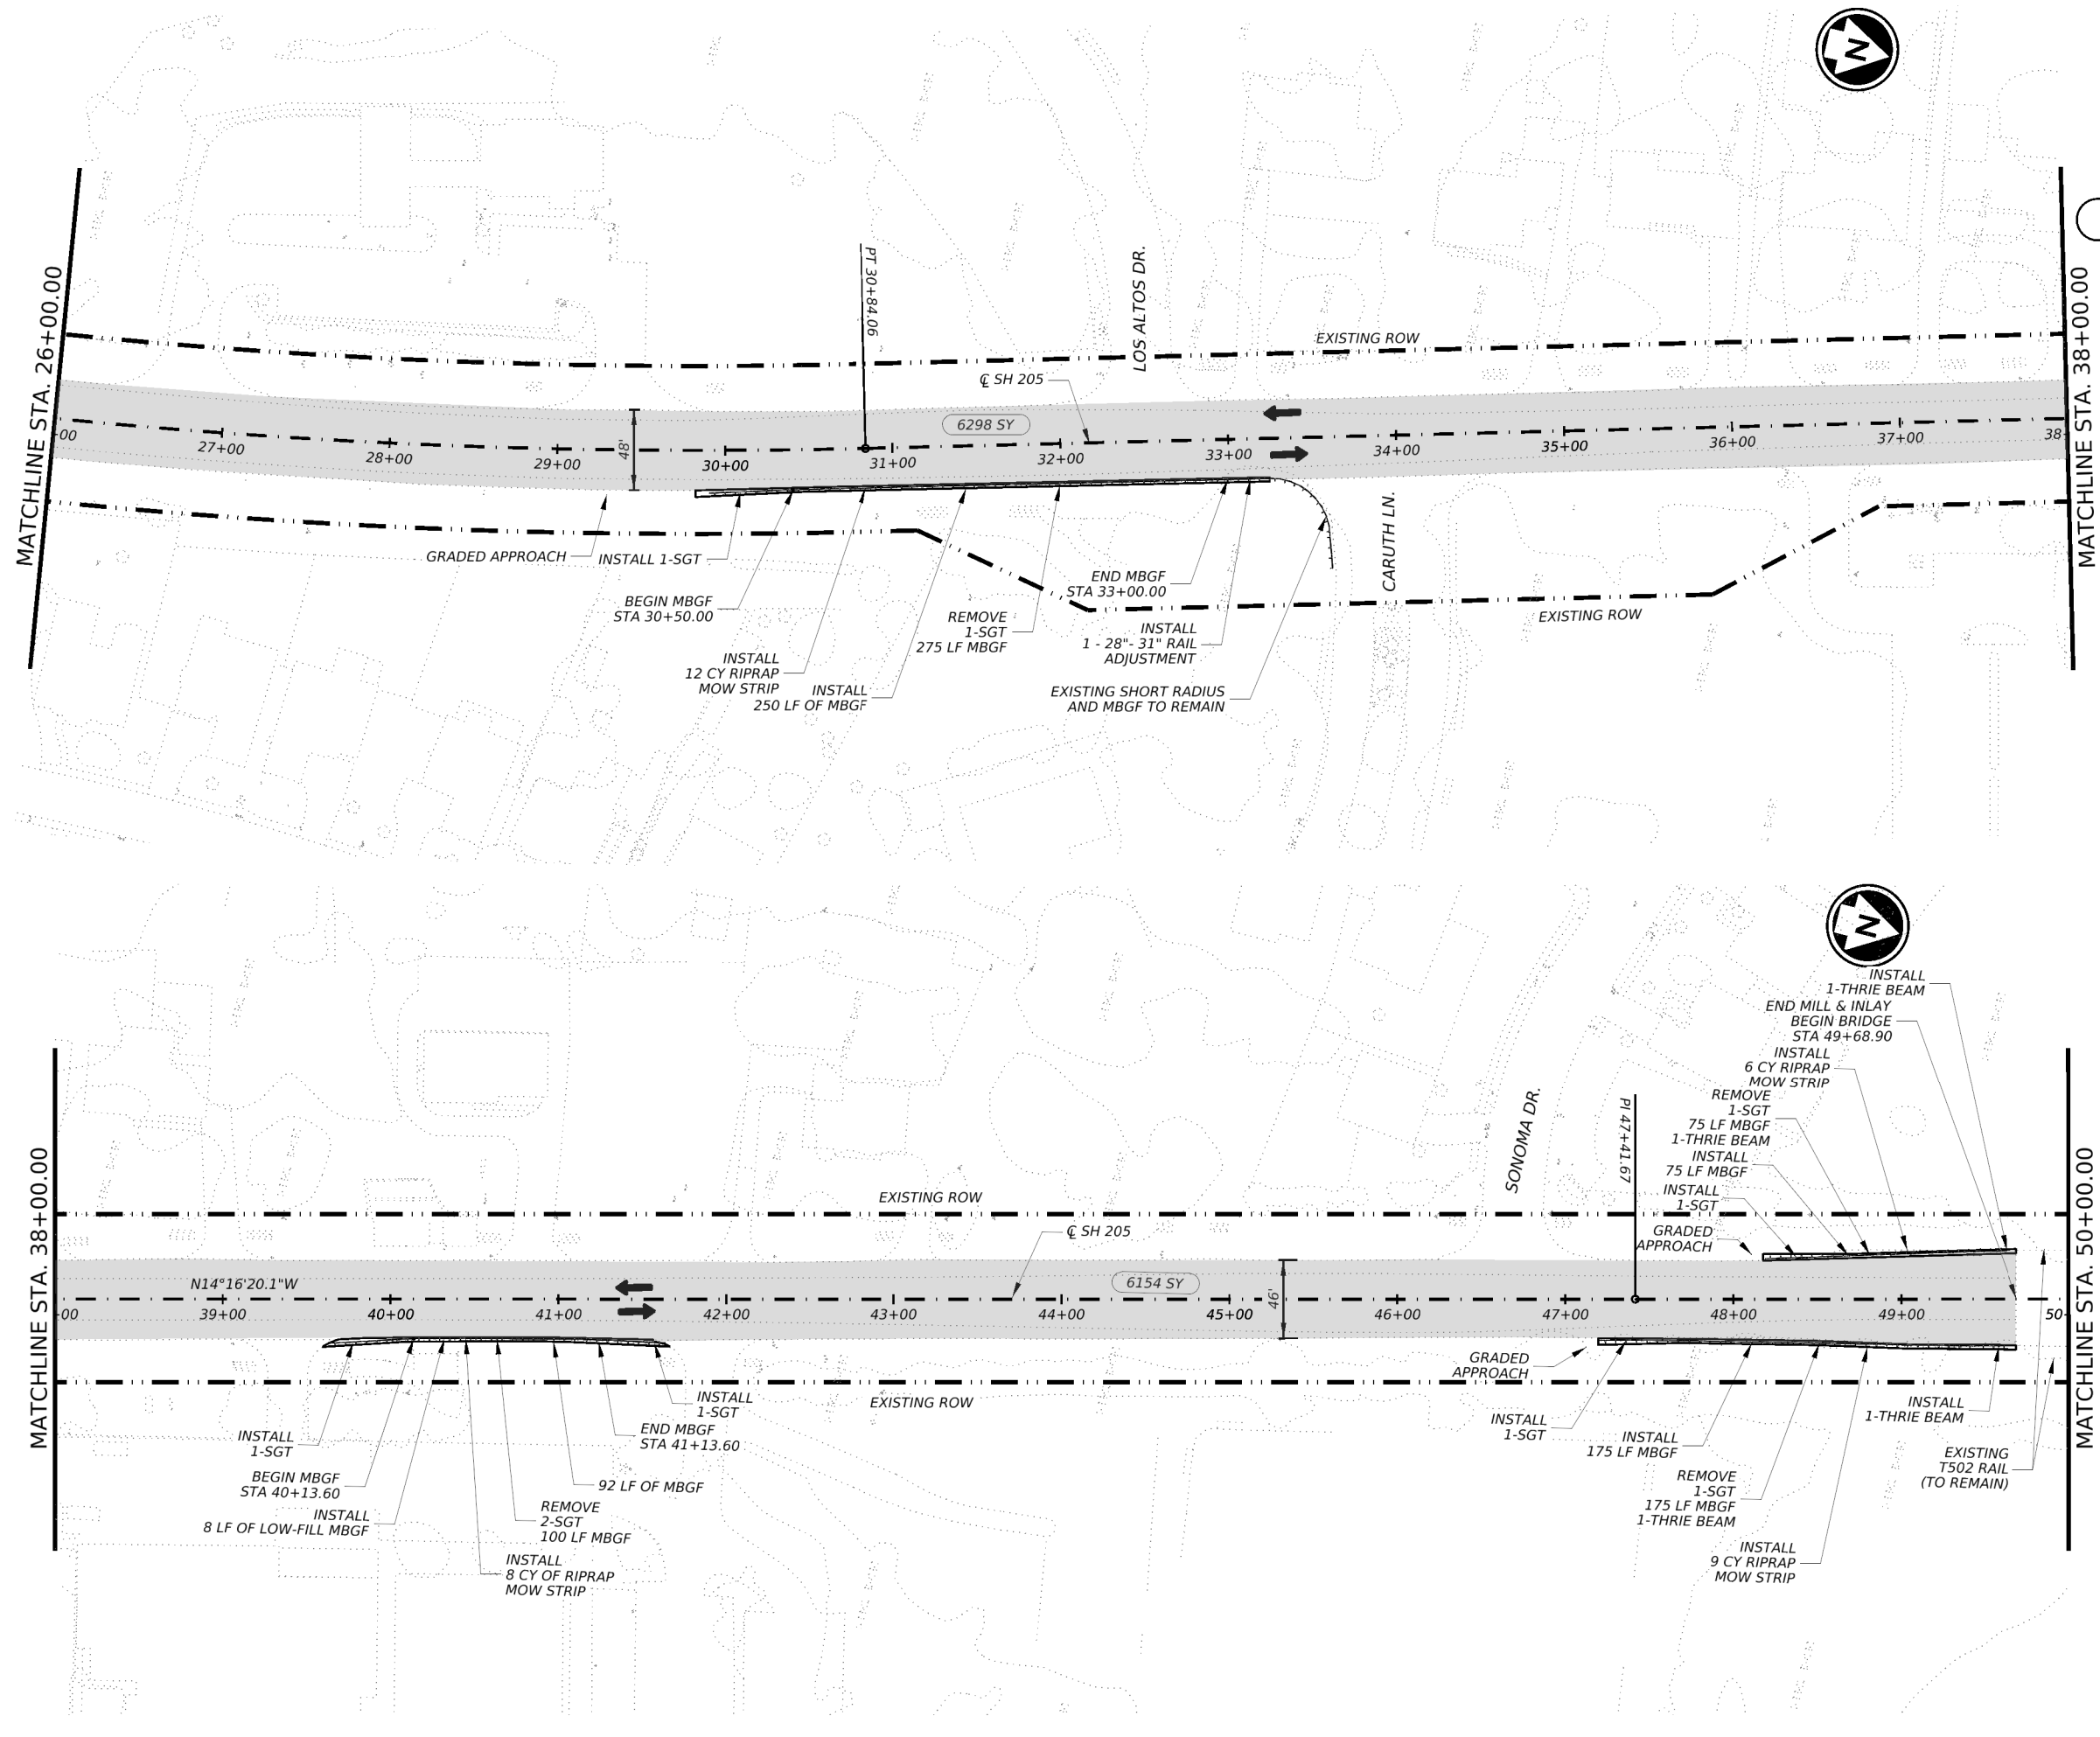 N
MATCHLINE STA. 26+00.00
MATCHLINE STA. 38+00.00
PT 30+84.06
LOS ALTOS DR.
EXISTING ROW
℄ SH 205
6298 SY
48'
-00
27+00
28+00
29+00
30+00
31+00
32+00
33+00
34+00
35+00
36+00
37+00
38-
GRADED APPROACH
INSTALL 1-SGT
BEGIN MBGF
STA 30+50.00
INSTALL
12 CY RIPRAP
MOW STRIP
INSTALL
250 LF OF MBGF
REMOVE
1-SGT
275 LF MBGF
END MBGF
STA 33+00.00
INSTALL
1 - 28"- 31" RAIL
ADJUSTMENT
EXISTING SHORT RADIUS
AND MBGF TO REMAIN
CARUTH LN.
EXISTING ROW
N
MATCHLINE STA. 38+00.00
MATCHLINE STA. 50+00.00
INSTALL
1-THRIE BEAM
END MILL & INLAY
BEGIN BRIDGE
STA 49+68.90
INSTALL
6 CY RIPRAP
MOW STRIP
REMOVE
1-SGT
75 LF MBGF
1-THRIE BEAM
INSTALL
75 LF MBGF
INSTALL
1-SGT
GRADED
APPROACH
SONOMA DR.
PI 47+41.67
EXISTING ROW
℄ SH 205
6154 SY
46'
N14°16'20.1"W
+00
39+00
40+00
41+00
42+00
43+00
44+00
45+00
46+00
47+00
48+00
49+00
50-
INSTALL
1-SGT
BEGIN MBGF
STA 40+13.60
INSTALL
8 LF OF LOW-FILL MBGF
INSTALL
8 CY OF RIPRAP
MOW STRIP
REMOVE
2-SGT
100 LF MBGF
92 LF OF MBGF
END MBGF
STA 41+13.60
INSTALL
1-SGT
EXISTING ROW
GRADED
APPROACH
INSTALL
1-SGT
INSTALL
175 LF MBGF
REMOVE
1-SGT
175 LF MBGF
1-THRIE BEAM
INSTALL
9 CY RIPRAP
MOW STRIP
INSTALL
1-THRIE BEAM
EXISTING
T502 RAIL
(TO REMAIN)